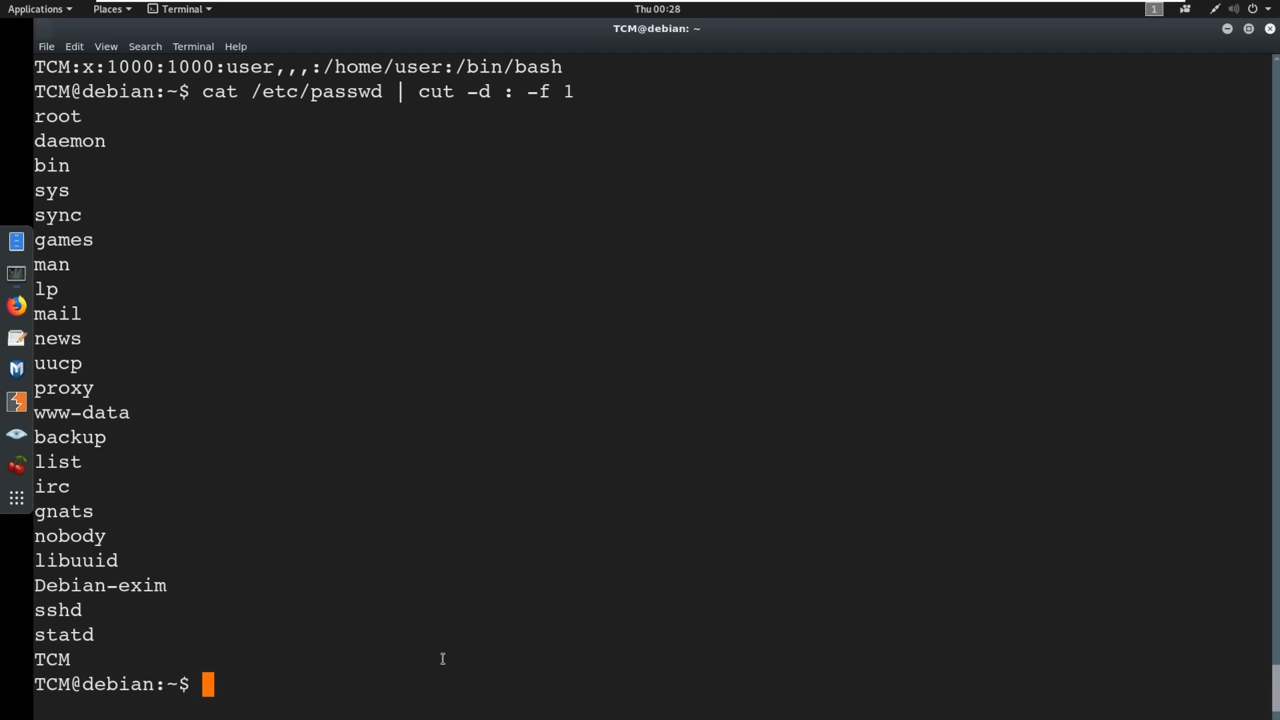 Applications Places Terminal Thu 00:28 1
TCM@debian: ~
File Edit View Search Terminal Help
TCM:x:1000:1000:user,,,:/home/user:/bin/bash
TCM@debian:~$ cat /etc/passwd | cut -d : -f 1
root
daemon
bin
sys
sync
games
man
lp
mail
news
uucp
proxy
www-data
backup
list
irc
gnats
nobody
libuuid
Debian-exim
sshd
statd
TCM
TCM@debian:~$